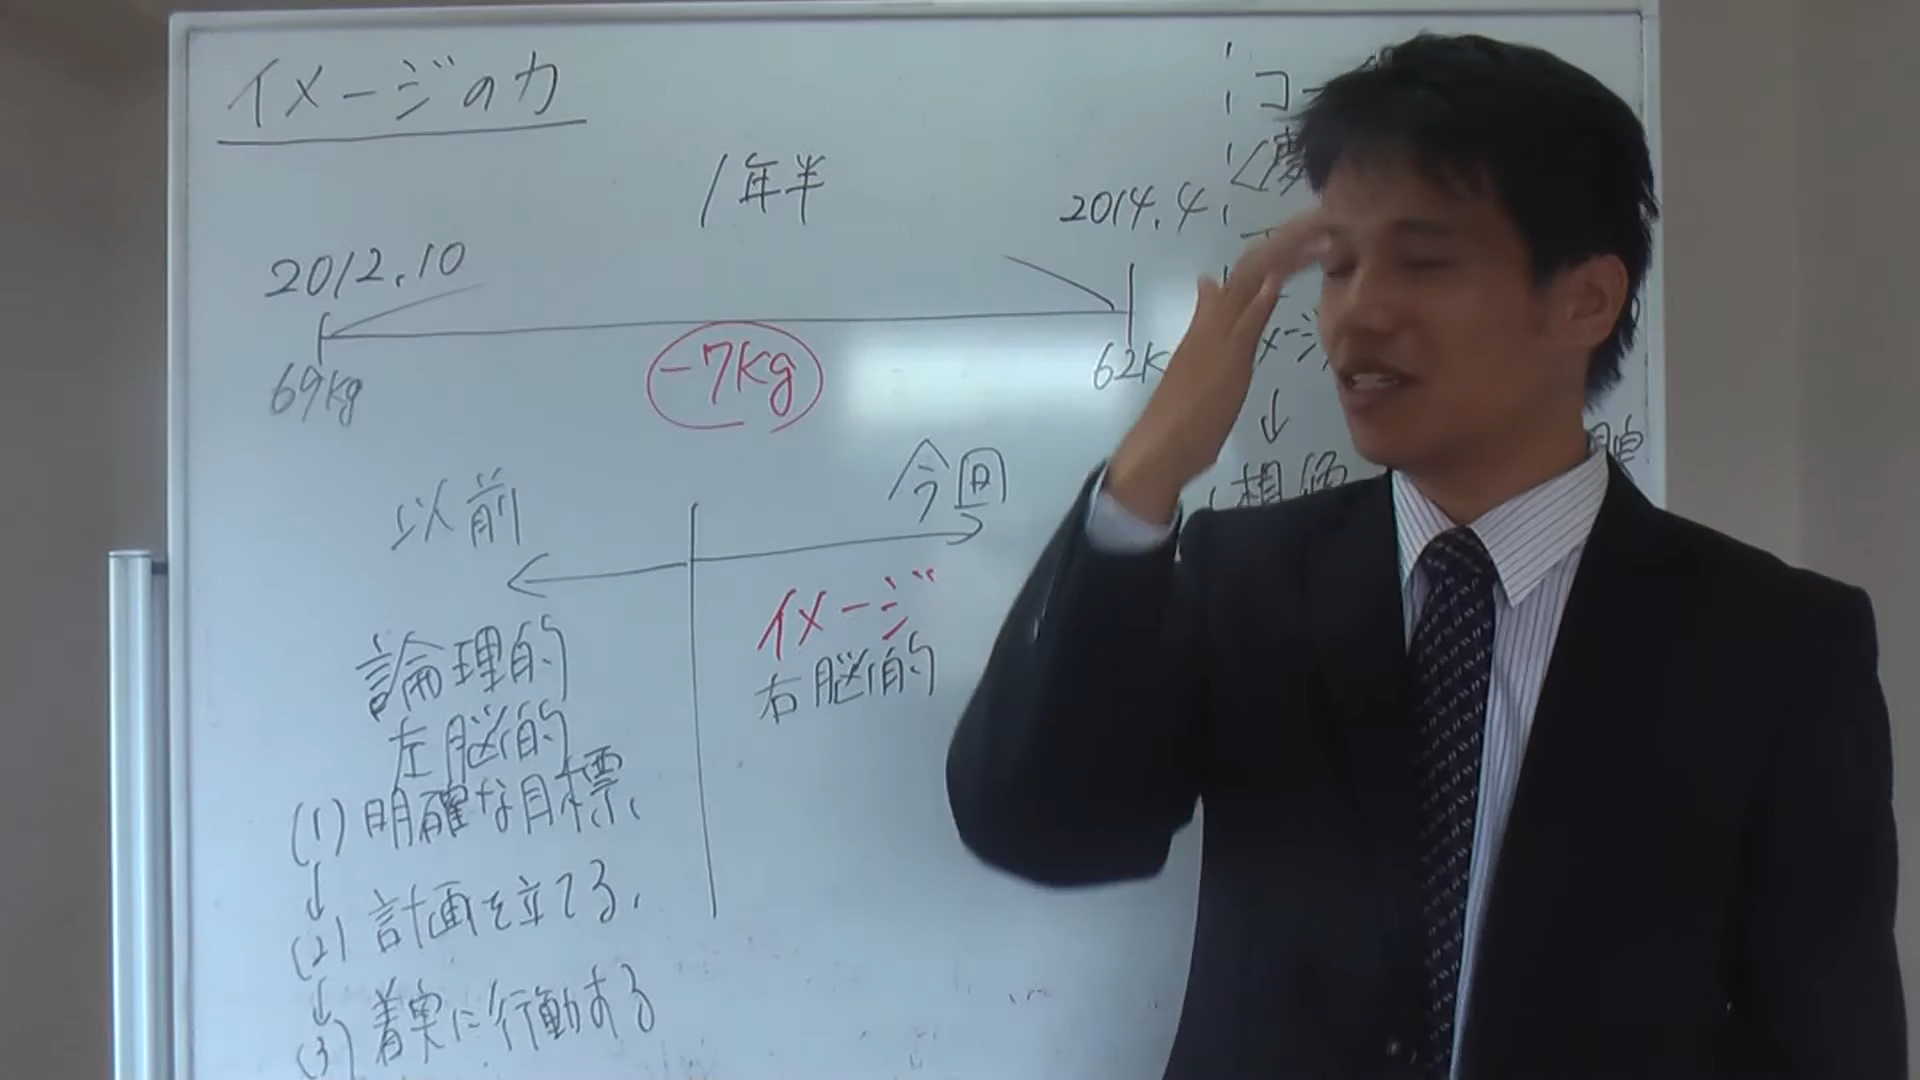 イメージの力
1年半
2012.10
2014.4
69kg
-7kg
62k
以前
今回
論理的
左脳的
(1) 明確な目標、
↓
(2) 計画を立てる、
↓
(3) 着実に行動する
イメージ
右脳的
コー
↓